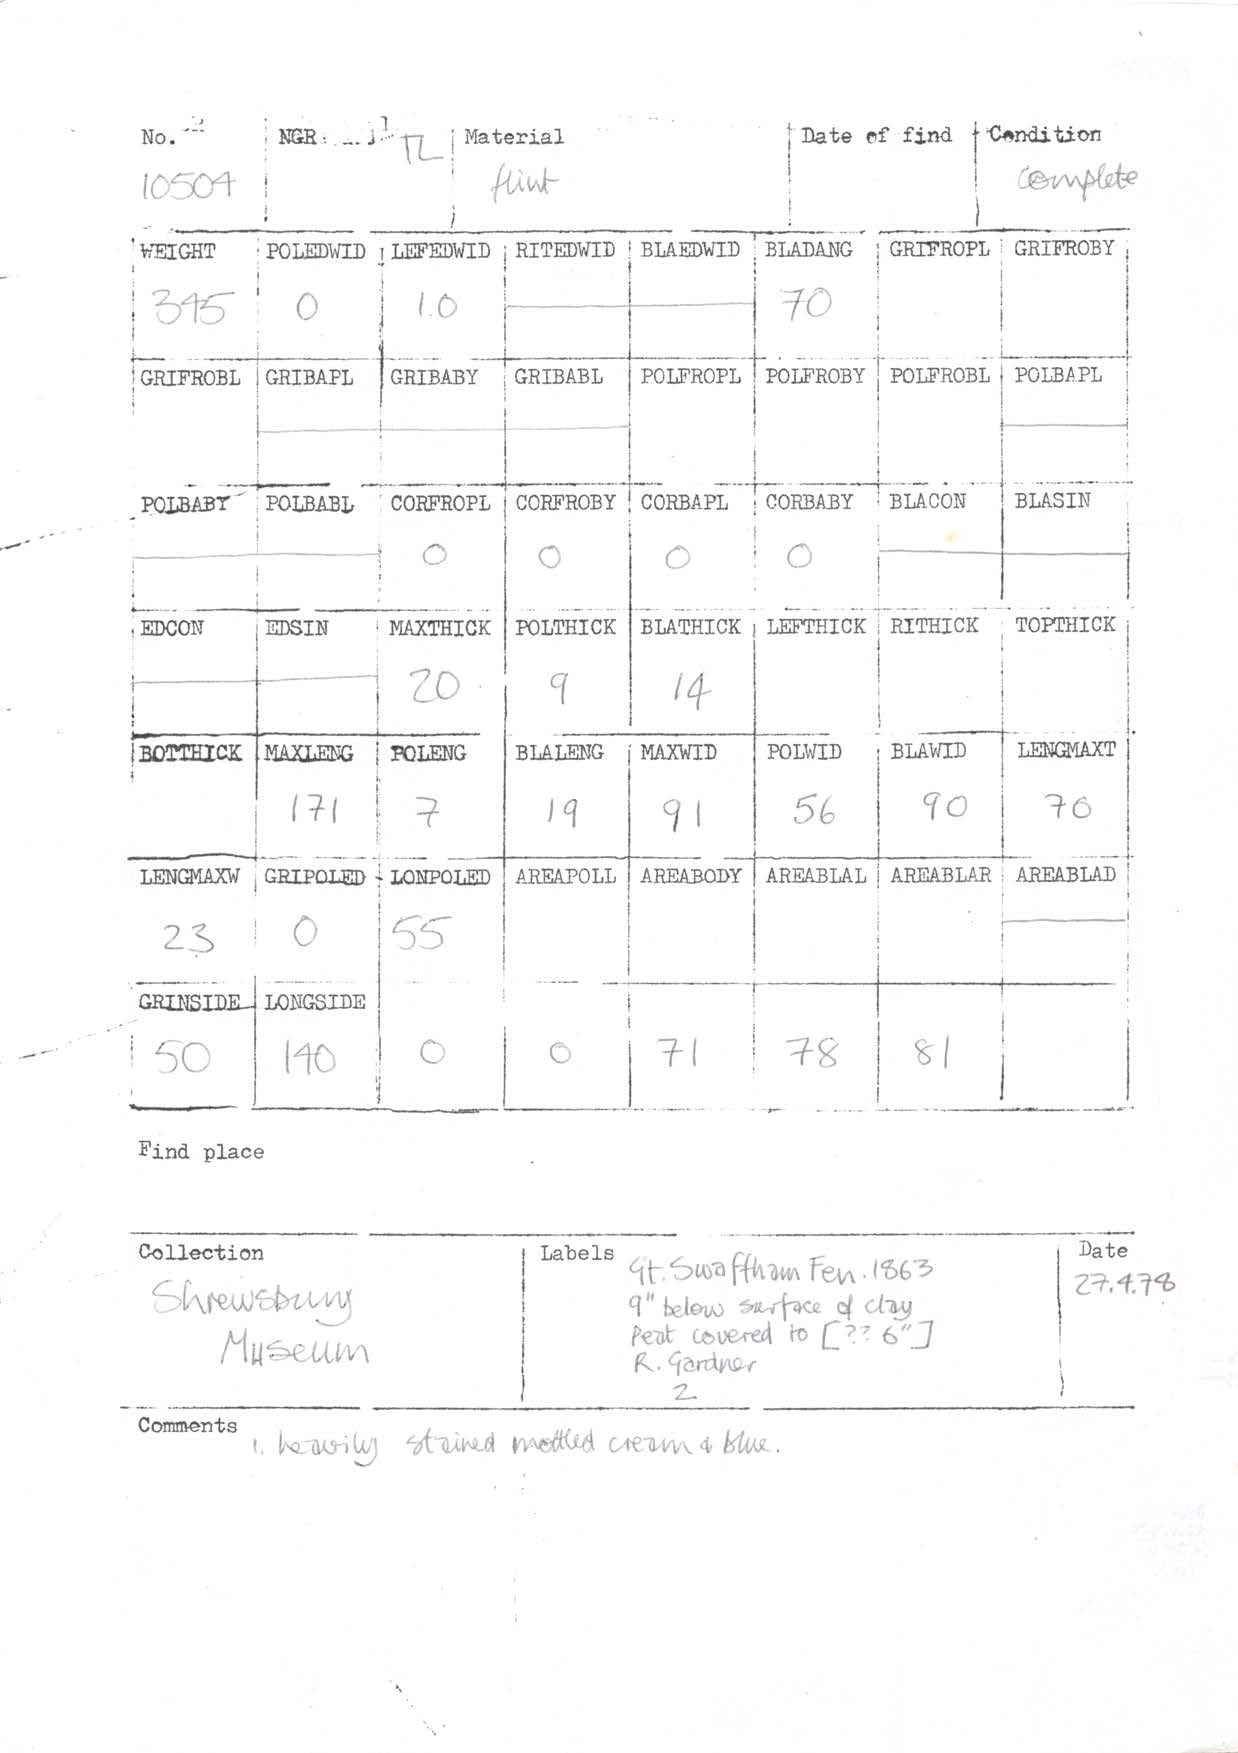 No. NGR TL Material Date of find Condition
10504 flint complete
WEIGHT POLEDWID LEFEDWID RITEDWID BLAEDWID BLADANG GRIFROPL GRIFROBY
345 0 1.0 70
GRIFROBL GRIBAPL GRIBABY GRIBABL POLFROPL POLFROBY POLFROBL POLBAPL
POLBABY POLBABL CORFROPL CORFROBY CORBAPL CORBABY BLACON BLASIN
0 0 0 0
EDCON EDSIN MAXTHICK POLTHICK BLATHICK LEFTHICK RITHICK TOPTHICK
20 9 14
BOTTHICK MAXLENG POLENG BLALENG MAXWID POLWID BLAWID LENGMAXT
171 7 19 91 56 90 70
LENGMAXW GRIPOLED LONPOLED AREAPOLL AREABODY AREABLAL AREABLAR AREABLAD
23 0 55
GRINSIDE LONGSIDE
50 140 0 0 71 78 81
Find place
Collection Labels Date
Shrewsbury
Museum
Gt. Swaffham Fen. 1863
9" below surface of clay
Peat covered to [?? 6"]
R. Gardner
2
27.4.78
Comments
1. heavily stained mottled cream & blue.